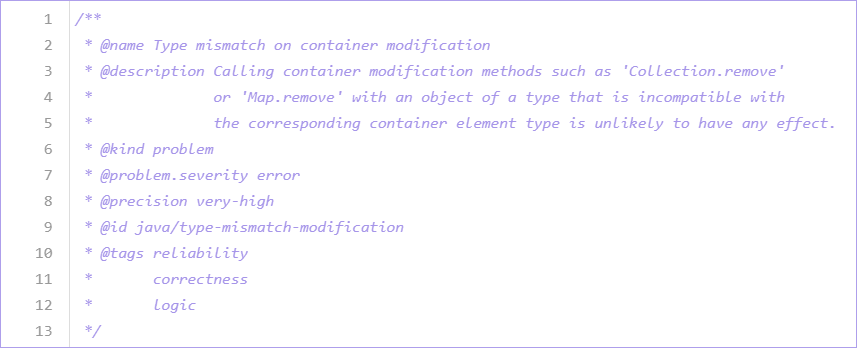 1 /**
2  * @name Type mismatch on container modification
3  * @description Calling container modification methods such as 'Collection.remove'
4  *              or 'Map.remove' with an object of a type that is incompatible with
5  *              the corresponding container element type is unlikely to have any effect.
6  * @kind problem
7  * @problem.severity error
8  * @precision very-high
9  * @id java/type-mismatch-modification
10  * @tags reliability
11  *       correctness
12  *       logic
13  */